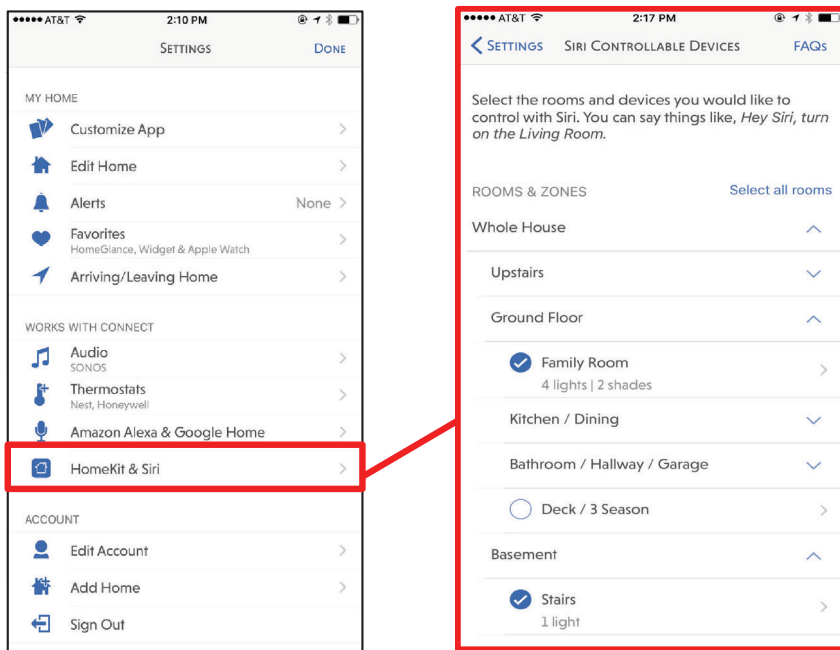 AT&T 2:10 PM
SETTINGS DONE
MY HOME
Customize App
Edit Home
Alerts None
Favorites
HomeGlance, Widget & Apple Watch
Arriving/Leaving Home
WORKS WITH CONNECT
Audio
SONOS
Thermostats
Nest, Honeywell
Amazon Alexa & Google Home
HomeKit & Siri
ACCOUNT
Edit Account
Add Home
Sign Out
AT&T 2:17 PM
SETTINGS SIRI CONTROLLABLE DEVICES FAQs
Select the rooms and devices you would like to
control with Siri. You can say things like, Hey Siri, turn
on the Living Room.
ROOMS & ZONES Select all rooms
Whole House
Upstairs
Ground Floor
Family Room
4 lights | 2 shades
Kitchen / Dining
Bathroom / Hallway / Garage
Deck / 3 Season
Basement
Stairs
1 light